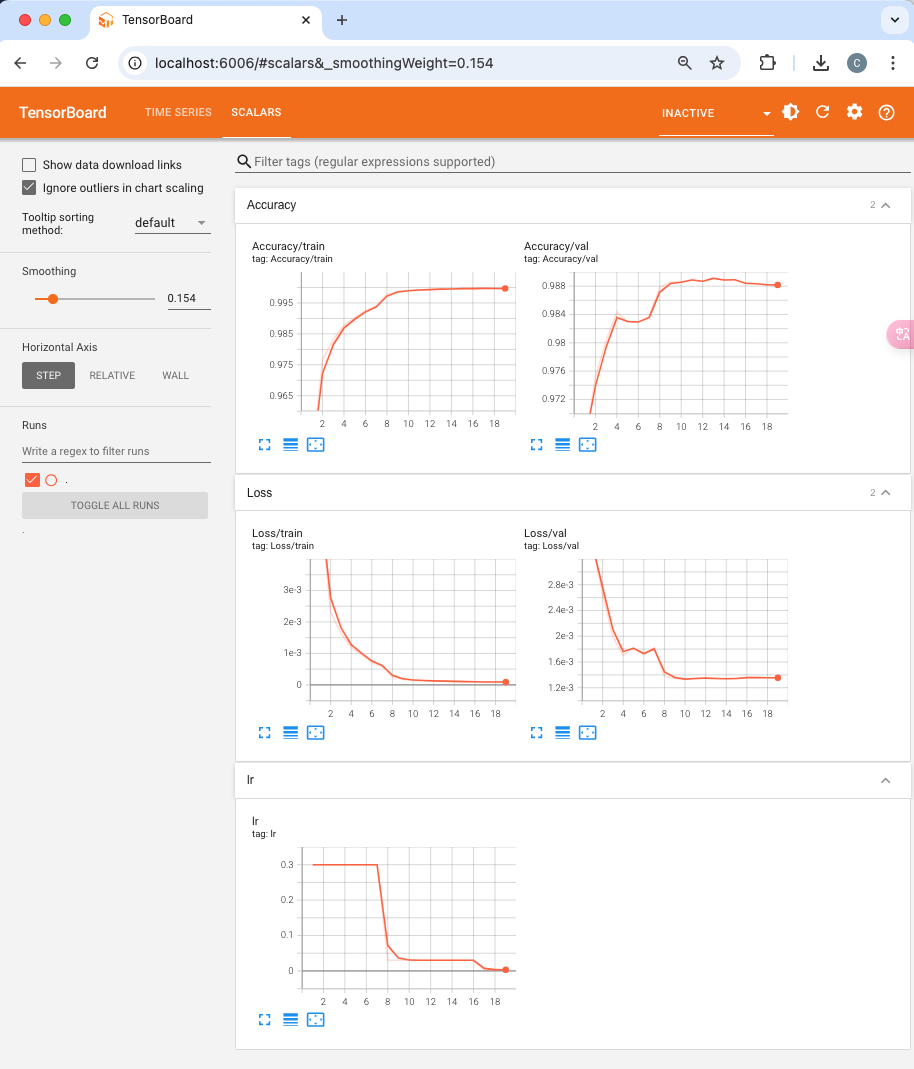 TensorBoard
localhost:6006/#scalars&_smoothingWeight=0.154
C
TensorBoard
TIME SERIES
SCALARS
INACTIVE
Show data download links
Ignore outliers in chart scaling
Tooltip sorting
method:
default
Smoothing
0.154
Horizontal Axis
STEP
RELATIVE
WALL
Runs
Write a regex to filter runs
.
TOGGLE ALL RUNS
.
Filter tags (regular expressions supported)
Accuracy
2
Accuracy/train
tag: Accuracy/train
0.995
0.985
0.975
0.965
2 4 6 8 10 12 14 16 18
Accuracy/val
tag: Accuracy/val
0.988
0.984
0.98
0.976
0.972
2 4 6 8 10 12 14 16 18
Loss
2
Loss/train
tag: Loss/train
3e-3
2e-3
1e-3
0
2 4 6 8 10 12 14 16 18
Loss/val
tag: Loss/val
2.8e-3
2.4e-3
2e-3
1.6e-3
1.2e-3
2 4 6 8 10 12 14 16 18
lr
lr
tag: lr
0.3
0.2
0.1
0
2 4 6 8 10 12 14 16 18